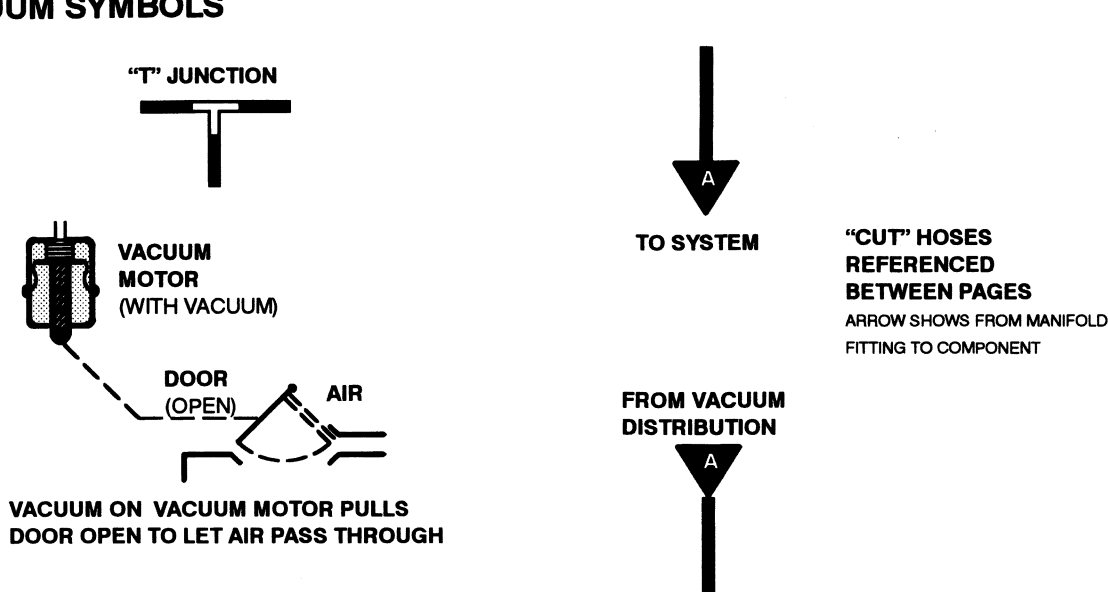 UUM SYMBOLS
“T” JUNCTION
VACUUM
MOTOR
(WITH VACUUM)
DOOR
(OPEN)
AIR
VACUUM ON VACUUM MOTOR PULLS
DOOR OPEN TO LET AIR PASS THROUGH
A
TO SYSTEM
FROM VACUUM
DISTRIBUTION
A
“CUT” HOSES
REFERENCED
BETWEEN PAGES
ARROW SHOWS FROM MANIFOLD
FITTING TO COMPONENT